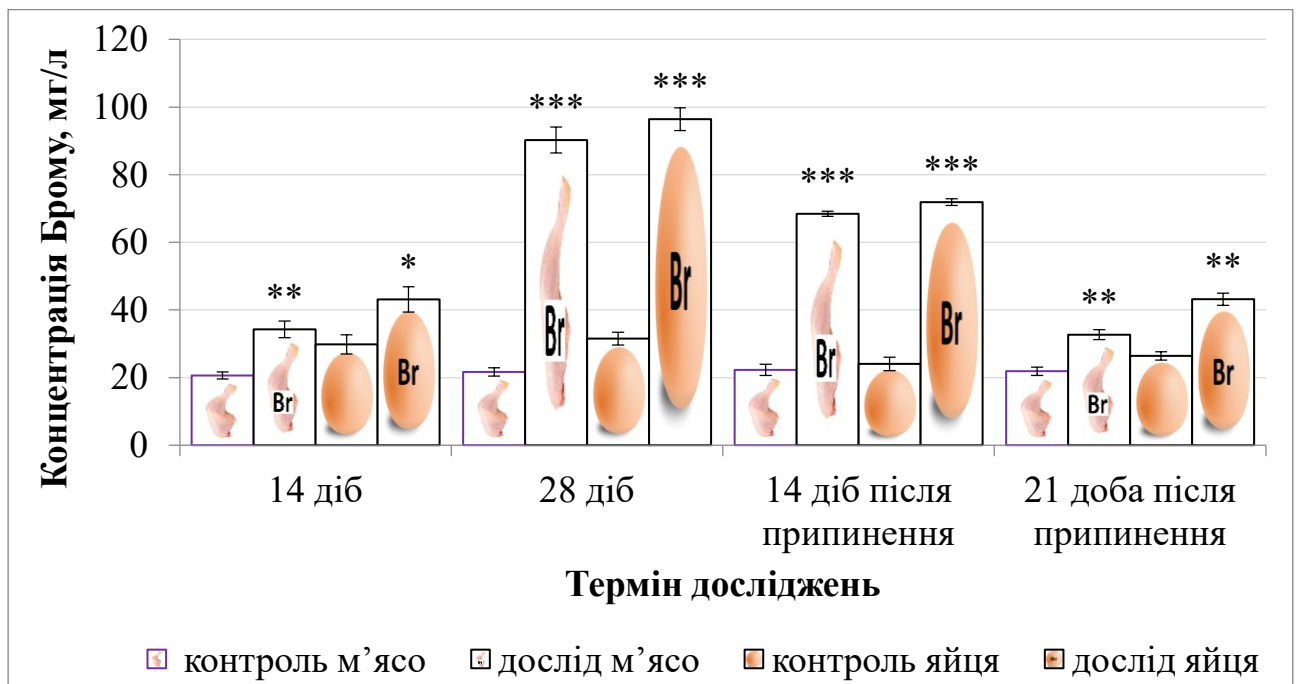 Концентрація Брому, мг/л
120
100
80
60
40
20
0
**
*
***
***
***
***
**
**
Br
Br
Br
Br
Br
Br
Br
Br
14 діб
28 діб
14 діб після
припинення
21 доба після
припинення
Термін досліджень
контроль м’ясо
дослід м’ясо
контроль яйця
дослід яйця